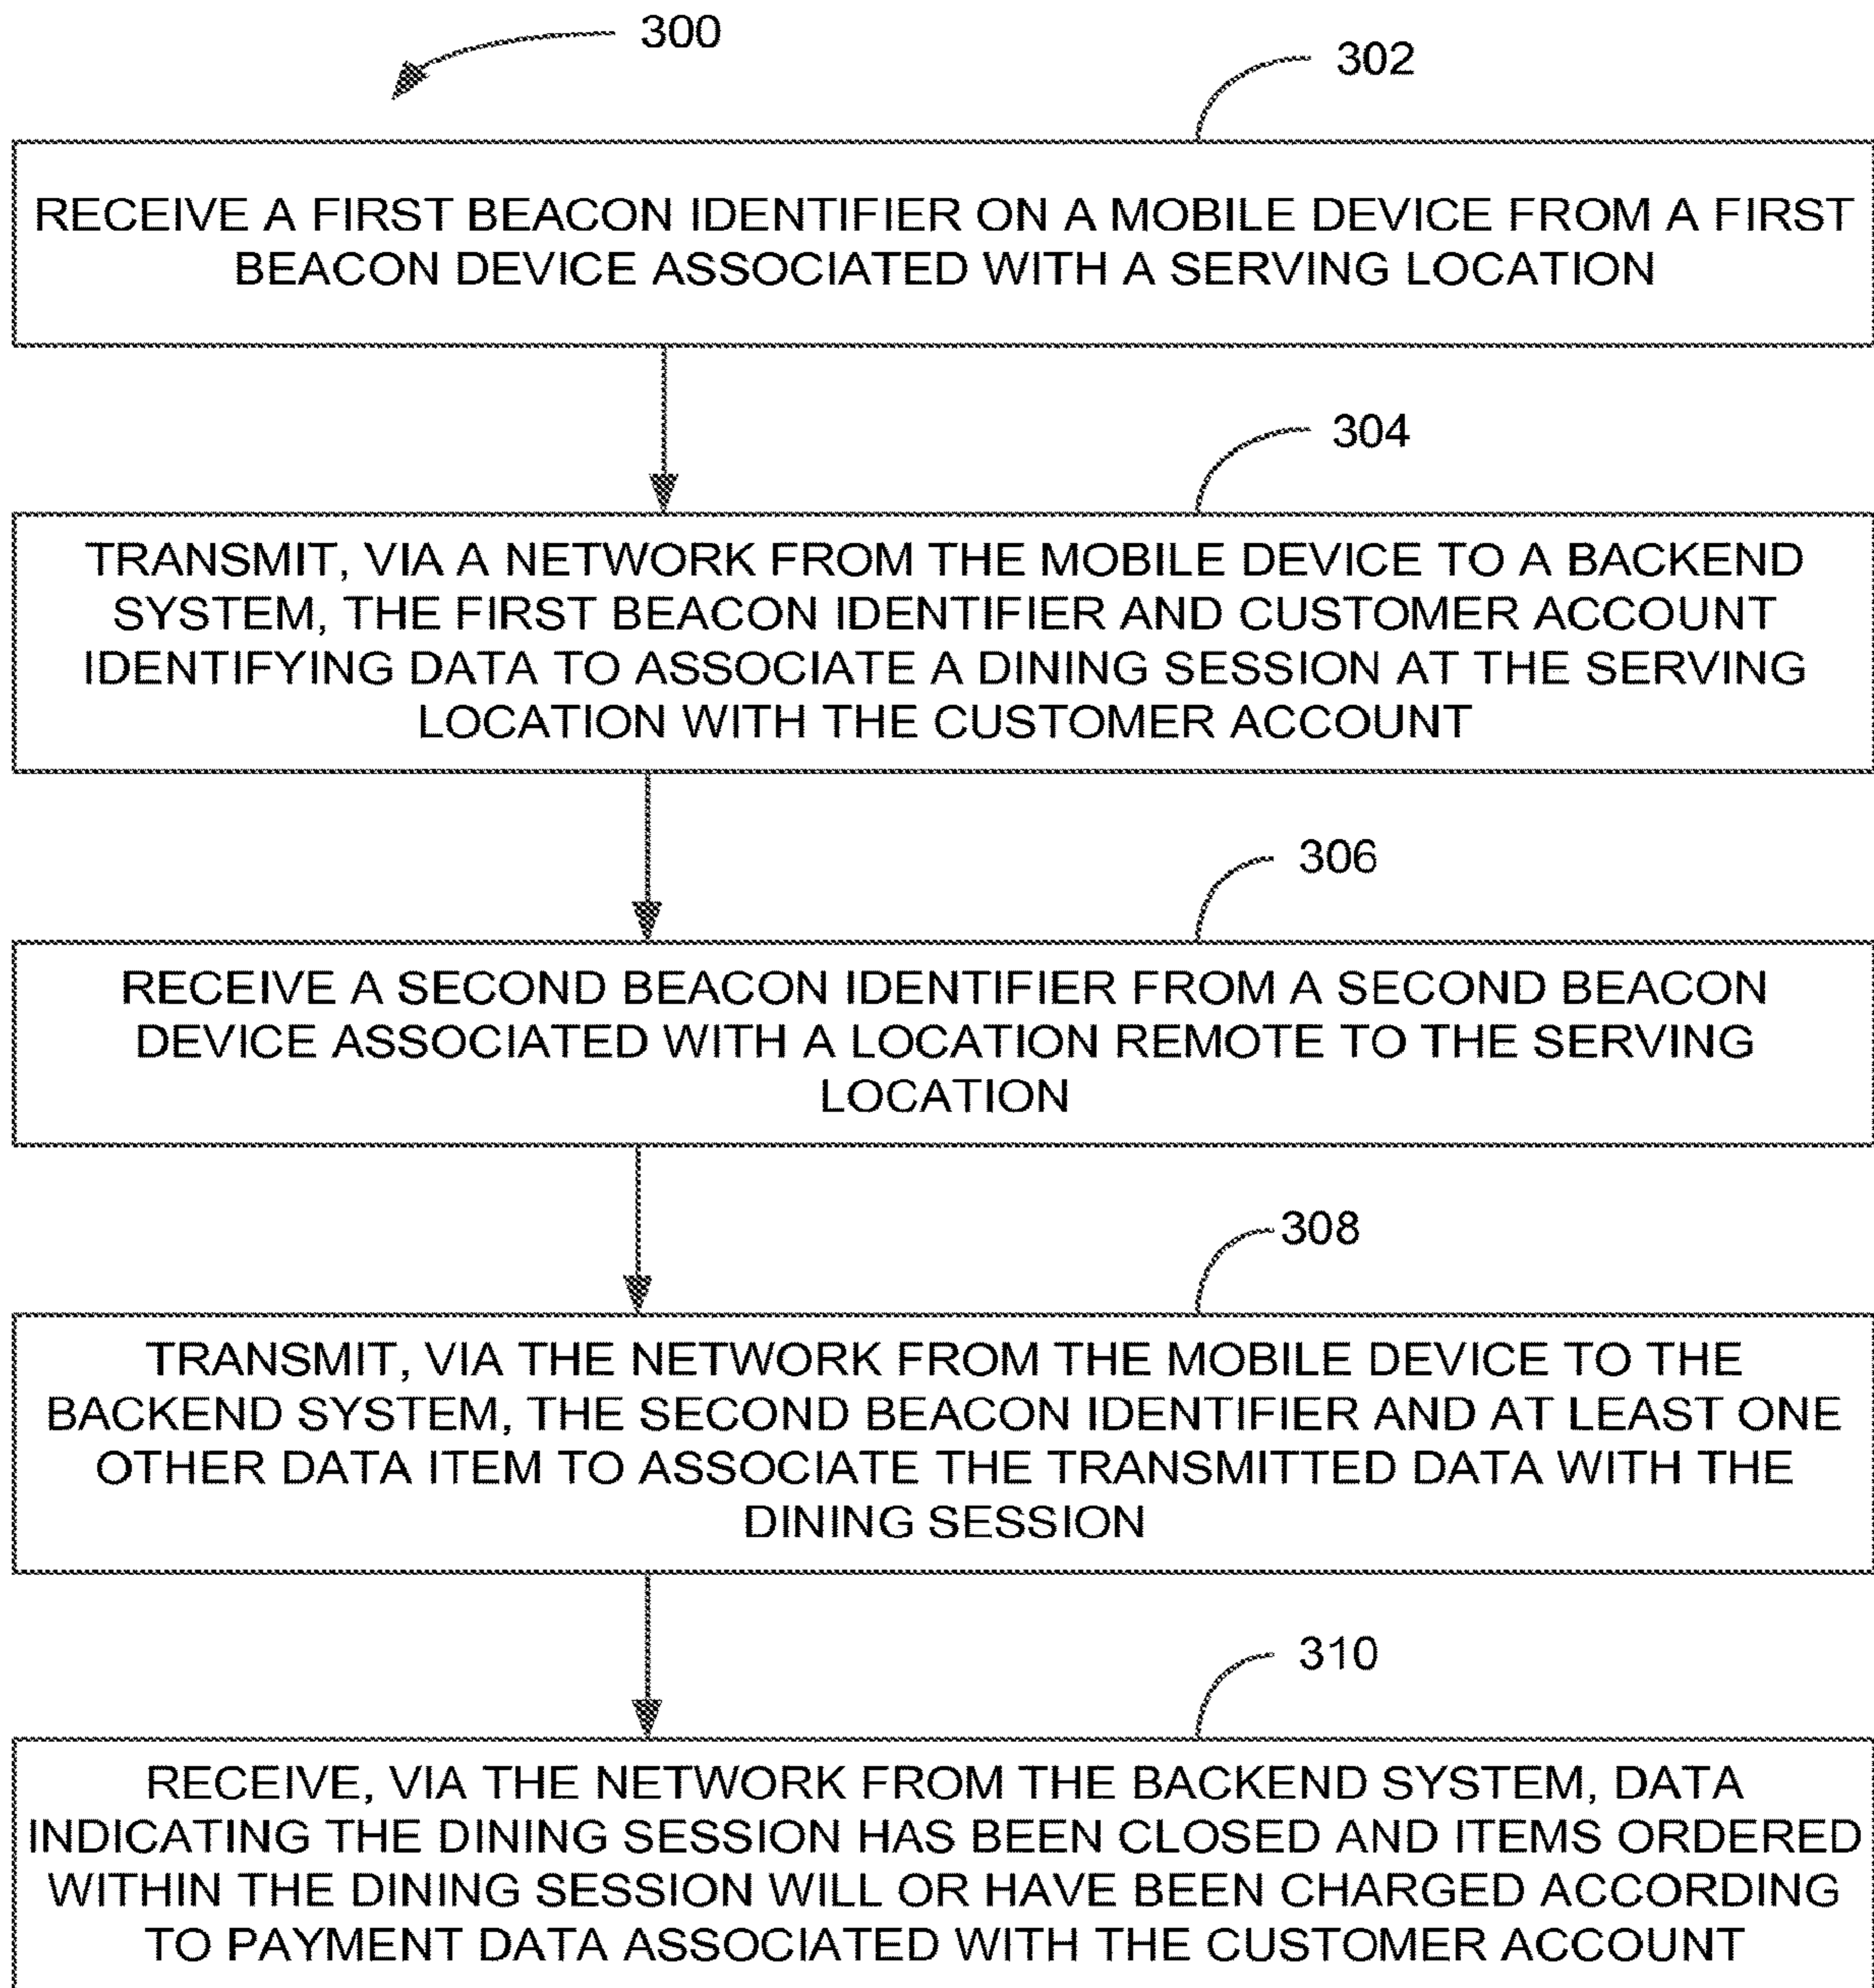 300
302
RECEIVE A FIRST BEACON IDENTIFIER ON A MOBILE DEVICE FROM A FIRST
BEACON DEVICE ASSOCIATED WITH A SERVING LOCATION
304
TRANSMIT, VIA A NETWORK FROM THE MOBILE DEVICE TO A BACKEND
SYSTEM, THE FIRST BEACON IDENTIFIER AND CUSTOMER ACCOUNT
IDENTIFYING DATA TO ASSOCIATE A DINING SESSION AT THE SERVING
LOCATION WITH THE CUSTOMER ACCOUNT
306
RECEIVE A SECOND BEACON IDENTIFIER FROM A SECOND BEACON
DEVICE ASSOCIATED WITH A LOCATION REMOTE TO THE SERVING
LOCATION
308
TRANSMIT, VIA THE NETWORK FROM THE MOBILE DEVICE TO THE
BACKEND SYSTEM, THE SECOND BEACON IDENTIFIER AND AT LEAST ONE
OTHER DATA ITEM TO ASSOCIATE THE TRANSMITTED DATA WITH THE
DINING SESSION
310
RECEIVE, VIA THE NETWORK FROM THE BACKEND SYSTEM, DATA
INDICATING THE DINING SESSION HAS BEEN CLOSED AND ITEMS ORDERED
WITHIN THE DINING SESSION WILL OR HAVE BEEN CHARGED ACCORDING
TO PAYMENT DATA ASSOCIATED WITH THE CUSTOMER ACCOUNT